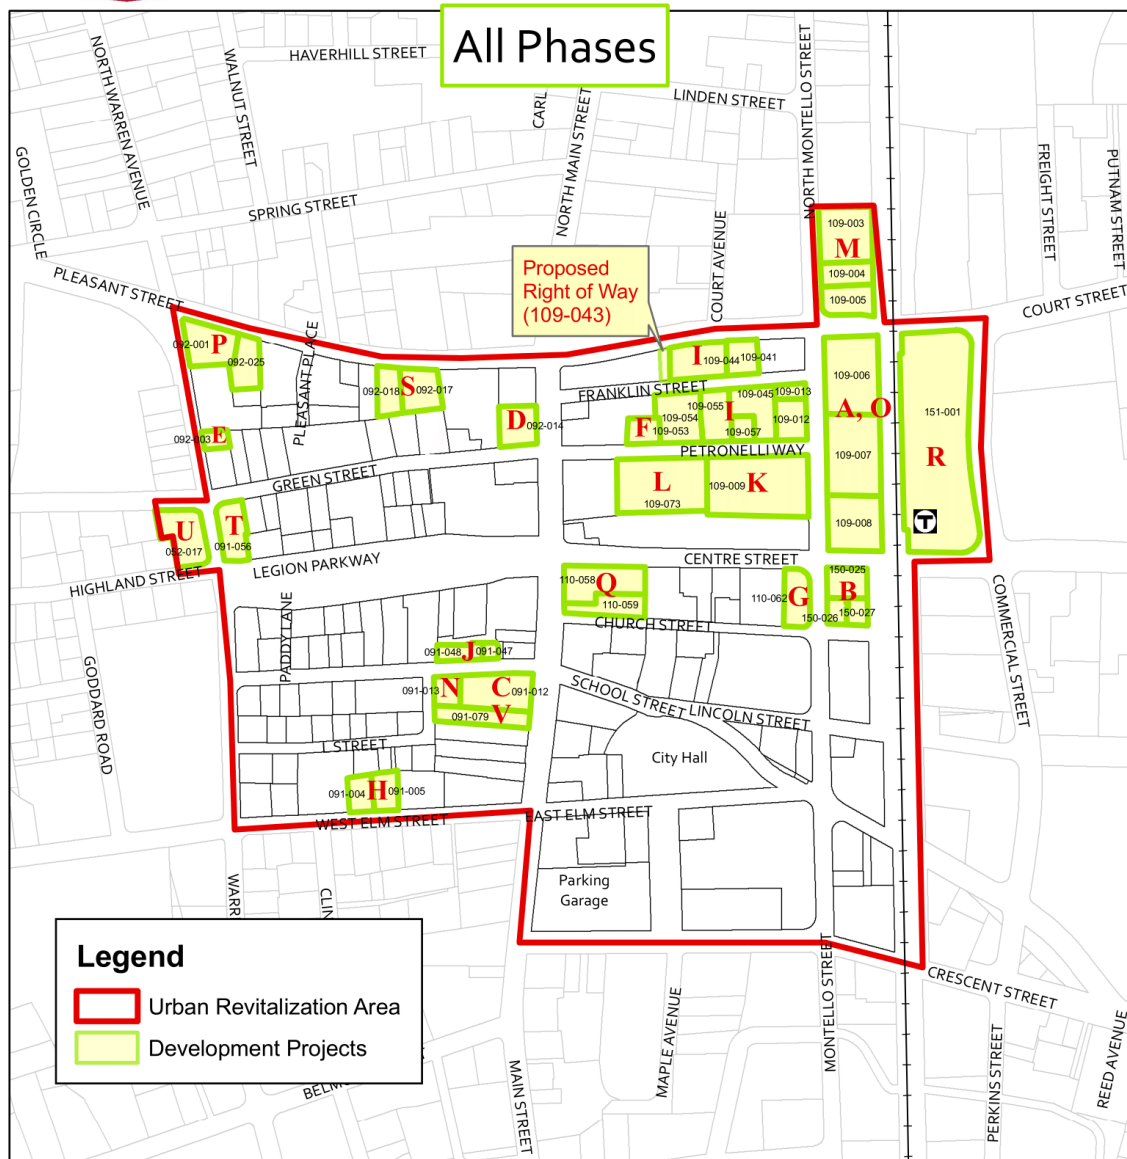 All Phases
HAVERHILL STREET
NORTH WARREN AVENUE
WALNUT STREET
CARL
NORTH MAIN STREET
LINDEN STREET
NORTH MONTELLO STREET
GOLDEN CIRCLE
SPRING STREET
COURT AVENUE
FREIGHT STREET
PUTNAM STREET
PLEASANT STREET
COURT STREET
Proposed
Right of Way
(109-043)
109-003
M
109-004
109-005
092-001
P
092-025
PLEASANT PLACE
092-018
S
092-017
I
109-044
109-041
FRANKLIN STREET
109-006
A, O
109-007
109-008
151-001
R
T
092-003
E
D
092-014
F
109-054
109-053
109-055
I
109-057
109-045
109-013
109-012
PETRONELLI WAY
GREEN STREET
L
109-073
109-009
K
U
052-017
T
091-056
HIGHLAND STREET
LEGION PARKWAY
CENTRE STREET
110-058
Q
110-059
110-062
G
150-025
B
150-026
150-027
CHURCH STREET
PADDY LANE
091-048
J
091-047
091-013
N
C
091-012
091-079
V
SCHOOL STREET
LINCOLN STREET
COMMERCIAL STREET
GODDARD ROAD
L STREET
City Hall
091-004
H
091-005
WEST ELM STREET
EAST ELM STREET
Parking
Garage
WARR
CLIN
MONTELLO STREET
CRESCENT STREET
MAPLE AVENUE
MAIN STREET
PERKINS STREET
REED AVENUE
BELM
Legend
Urban Revitalization Area
Development Projects